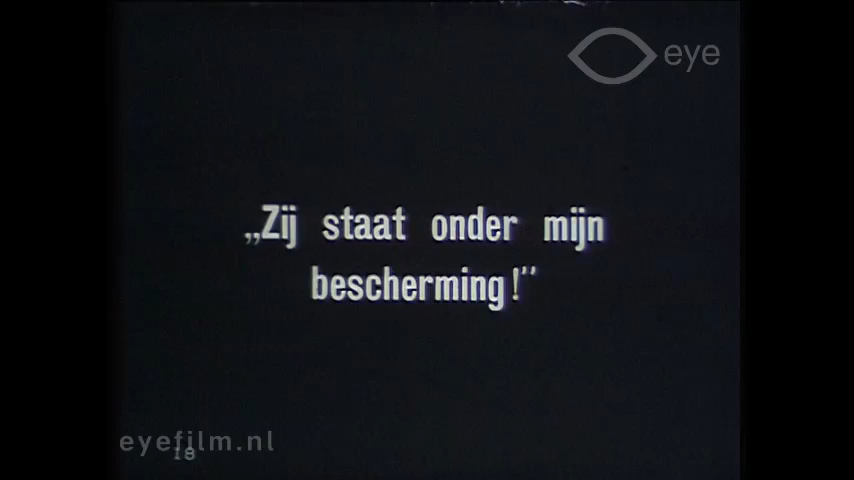 eye
„Zij staat onder mijn
bescherming!”
eyefilm.nl
18